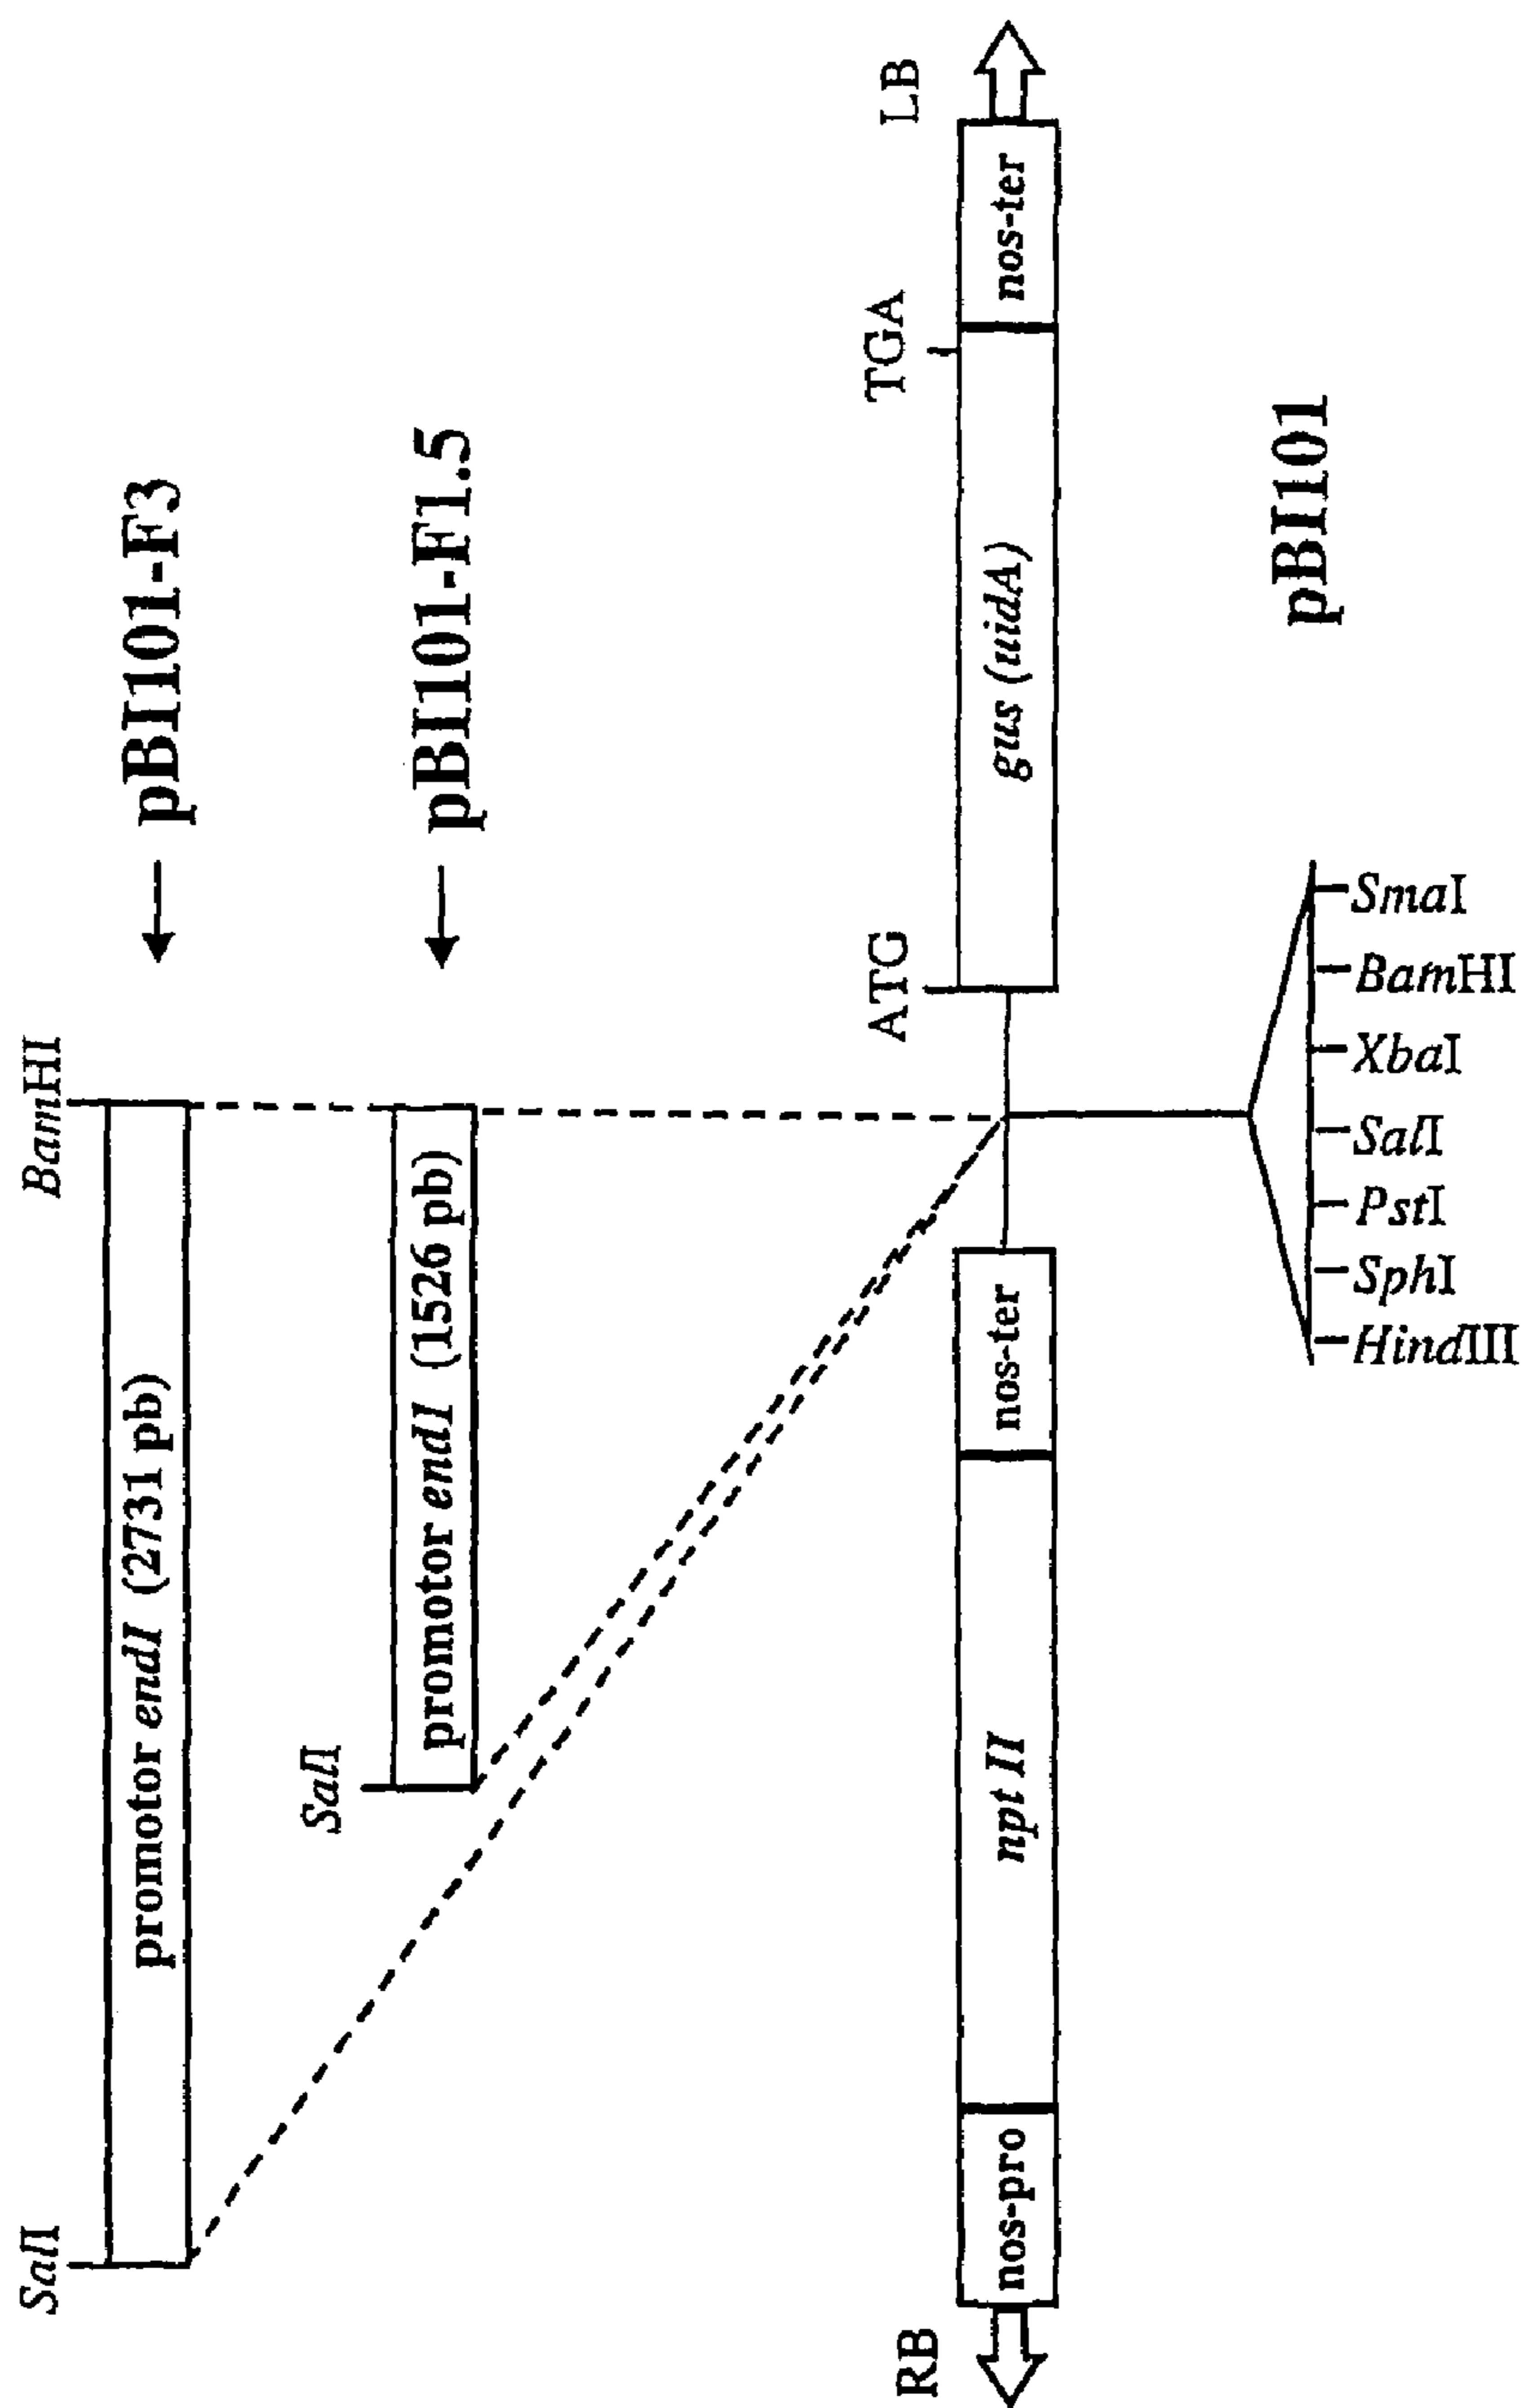 SalI
BamHI
promotor endI (2731 pb)
pBI101-F3
SalI
promotor endI (1526 pb)
pBI101-F1.5
RB
ATG
TGA
LB
nos-pro
npt II
nos-ter
gus (uidA)
nos-ter
HindIII
SphI
PstI
SalI
XbaI
BamHI
SmaI
pBI101